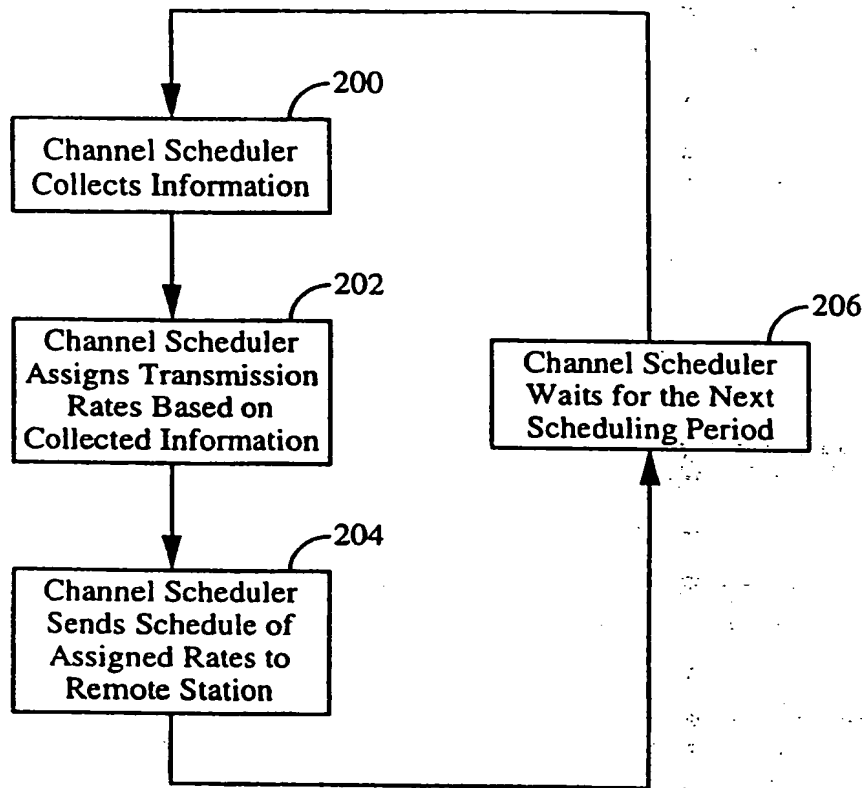 200
Channel Scheduler
Collects Information
202
Channel Scheduler
Assigns Transmission
Rates Based on
Collected Information
206
Channel Scheduler
Waits for the Next
Scheduling Period
204
Channel Scheduler
Sends Schedule of
Assigned Rates to
Remote Station